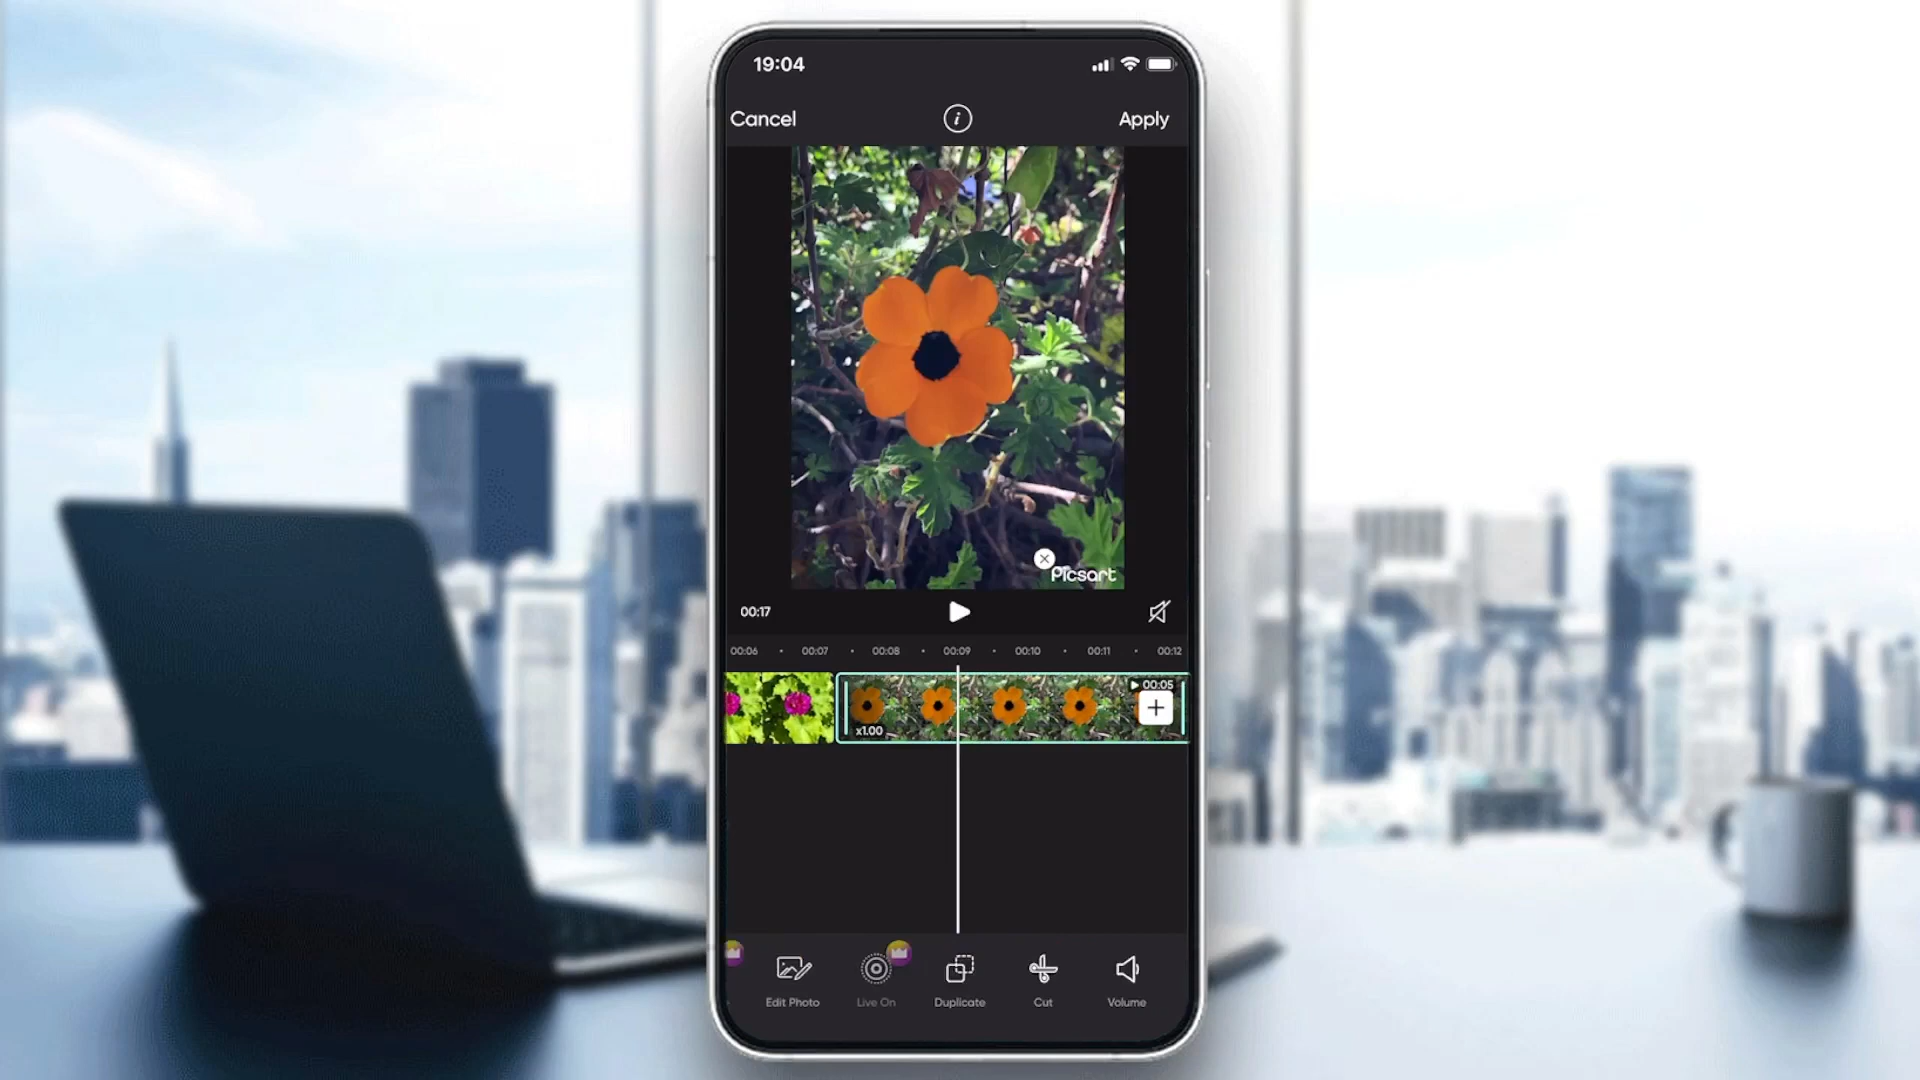 19:04
Cancel
Apply
Picsart
00:17
00:06 00:07 00:08 00:09 00:10 00:11 00:12
00:05
x1.00
Edit Photo
Live On
Duplicate
Cut
Volume